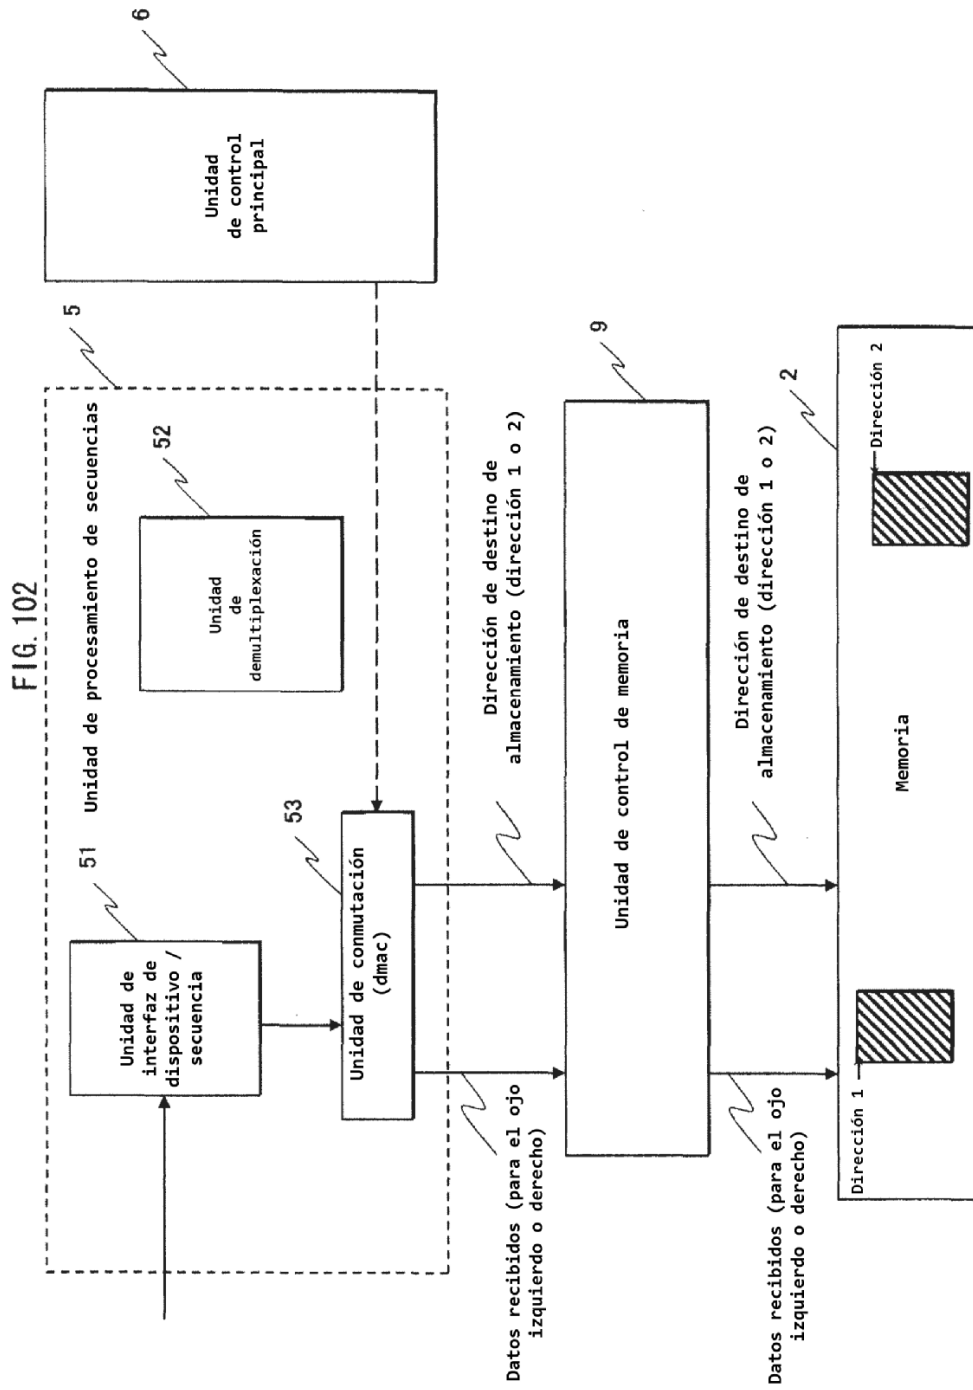 FIG. 102
Unidad de procesamiento de secuencias
5
6
51
Unidad de
interfaz de
dispositivo /
secuencia
52
Unidad
de
demultiplexación
Unidad
de control
principal
53
Unidad de conmutación
(dmac)
Datos recibidos (para el ojo
izquierdo o derecho)
Dirección de destino de
almacenamiento (dirección 1 o 2)
9
Unidad de control de memoria
Datos recibidos (para el ojo
izquierdo o derecho)
Dirección de destino de
almacenamiento (dirección 1 o 2)
2
Dirección 1
Memoria
Dirección 2